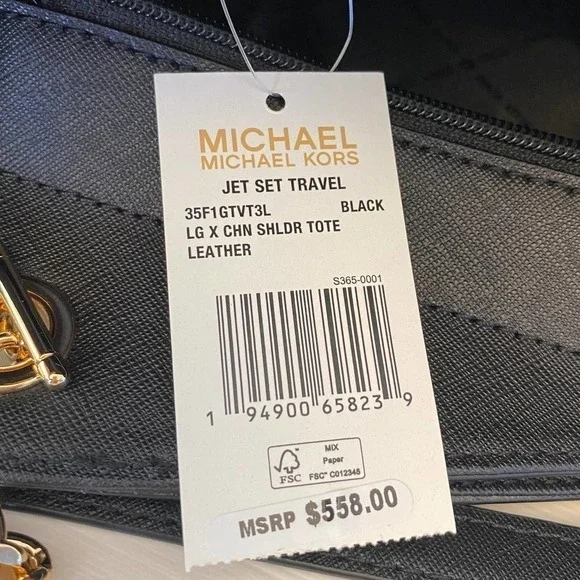 MICHAEL
MICHAEL KORS
JET SET TRAVEL
35F1GTVT3L BLACK
LG X CHN SHLDR TOTE
LEATHER
S365-0001
1 94900 65823 9
FSC
MIX
Paper
FSC™ C012345
MSRP $558.00